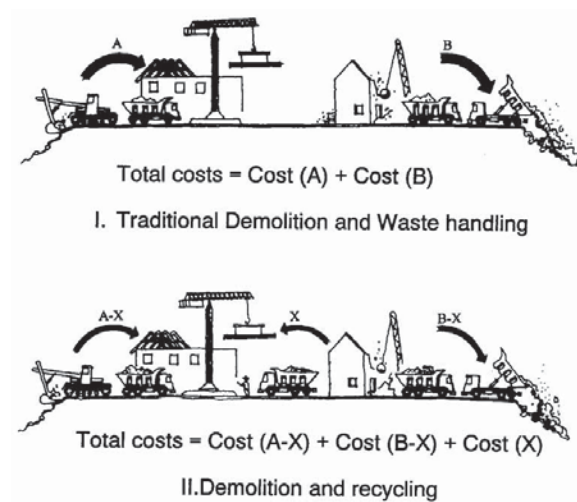 A
B
Total costs = Cost (A) + Cost (B)
I. Traditional Demolition and Waste handling
A-X
X
B-X
Total costs = Cost (A-X) + Cost (B-X) + Cost (X)
II.Demolition and recycling